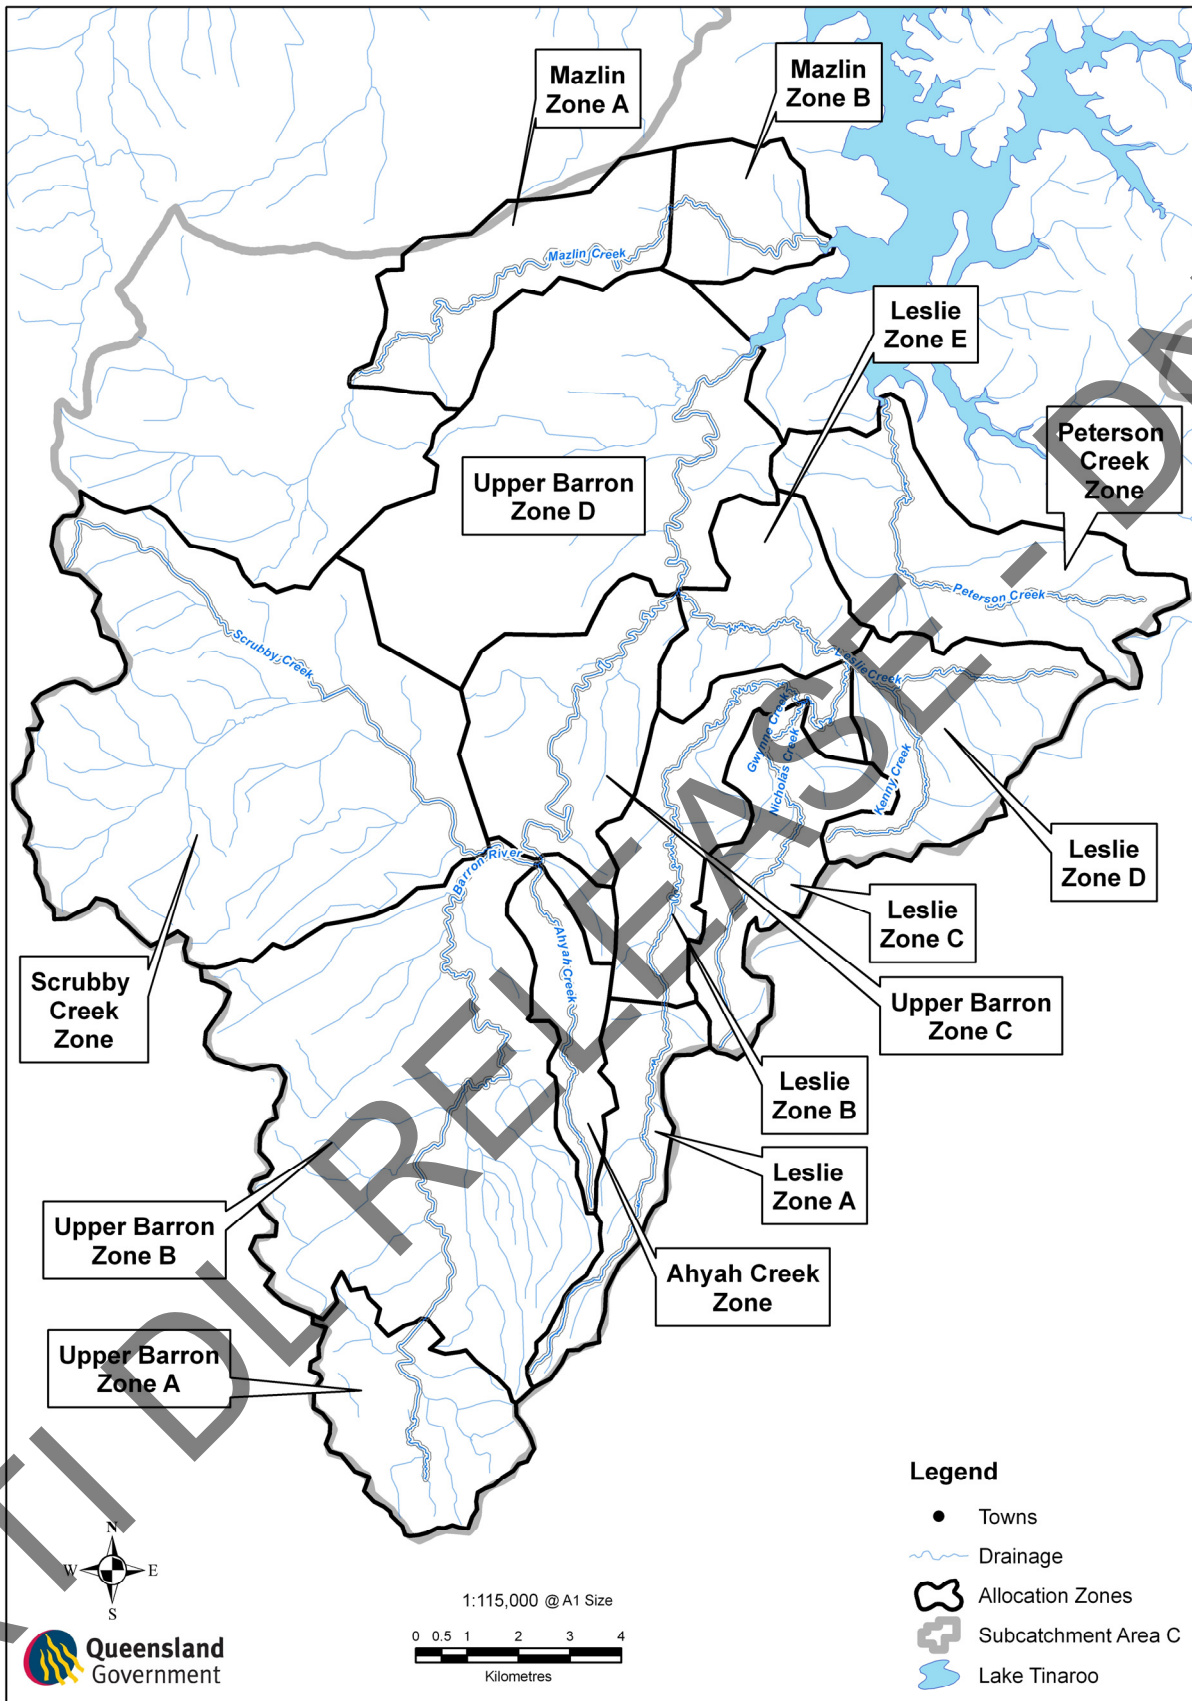 Mazlin
Zone A
Mazlin
Zone B
Mazlin Creek
Leslie
Zone E
Peterson
Creek
Zone
Upper Barron
Zone D
Peterson Creek
Scrubby Creek
Leslie Creek
Gwynne Creek
Nicholas Creek
Kenny Creek
Barron River
Ahyah Creek
Leslie
Zone D
Leslie
Zone C
Scrubby
Creek
Zone
Upper Barron
Zone C
Leslie
Zone B
Leslie
Zone A
Upper Barron
Zone B
Ahyah Creek
Zone
Upper Barron
Zone A
RTI DL RELEASE - DA
Legend
Towns
Drainage
Allocation Zones
Subcatchment Area C
Lake Tinaroo
N
W E
S
1:115,000 @ A1 Size
0 0.5 1 2 3 4
Kilometres
Queensland
Government